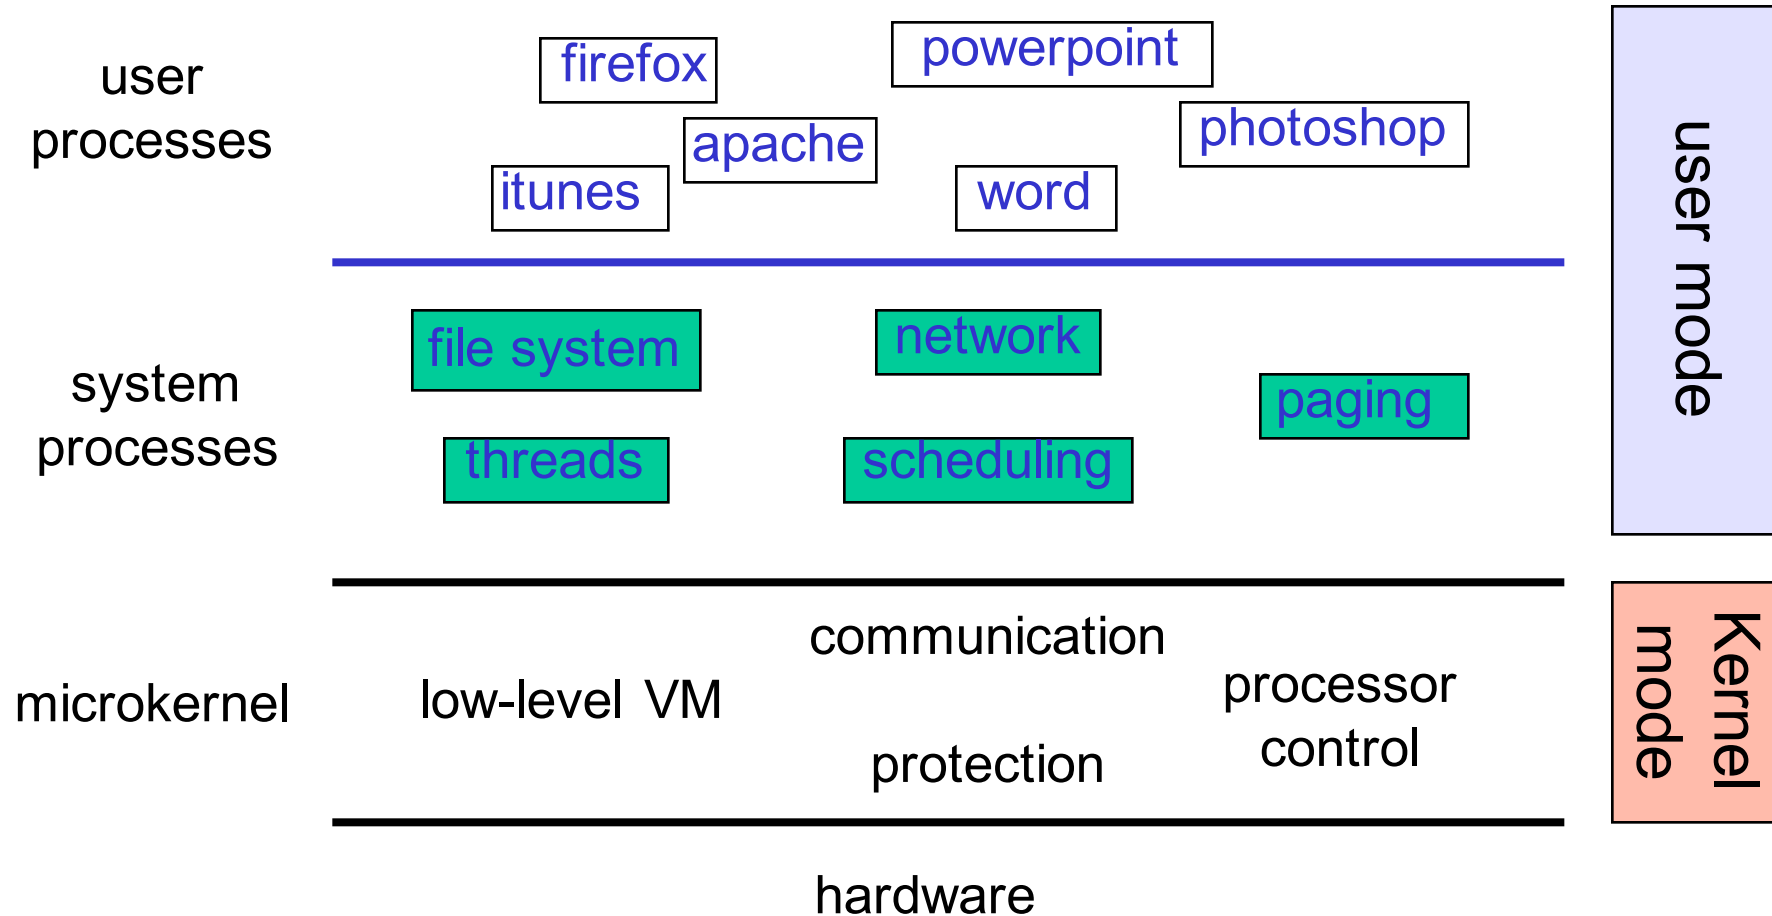 user
processes
firefox
powerpoint
apache
photoshop
itunes
word
user mode
system
processes
file system
network
paging
threads
scheduling
microkernel
communication
low-level VM
processor
control
protection
Kernel
mode
hardware